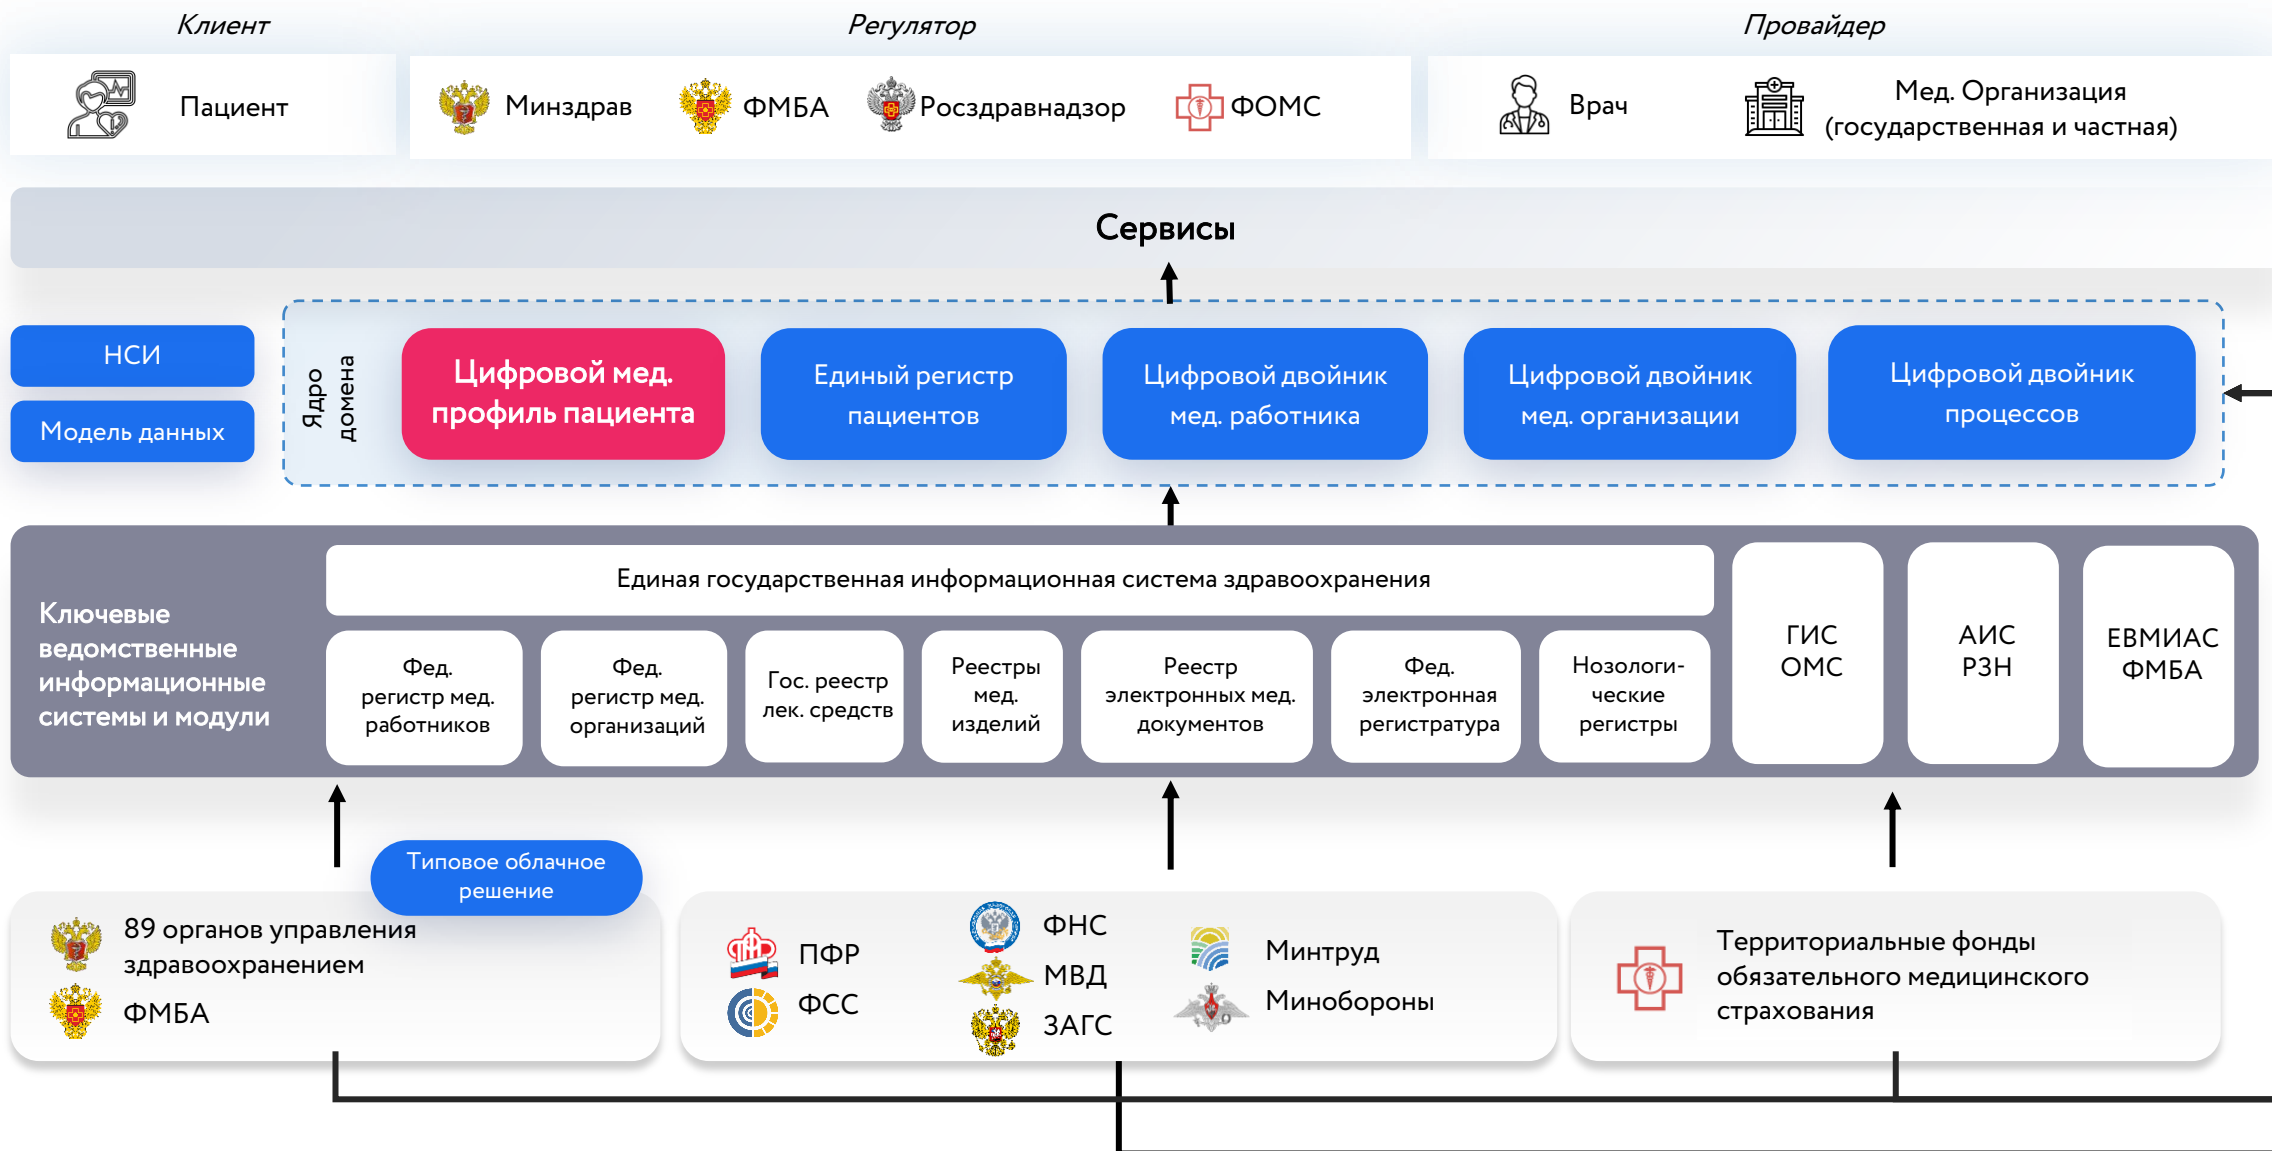 Клиент
Регулятор
Провайдер
Пациент
Минздрав
ФМБА
Росздравнадзор
ФОМС
Врач
Мед. Организация
(государственная и частная)
Сервисы
НСИ
Модель данных
Ядро
домена
Цифровой мед.
профиль пациента
Единый регистр
пациентов
Цифровой двойник
мед. работника
Цифровой двойник
мед. организации
Цифровой двойник
процессов
Ключевые
ведомственные
информационные
системы и модули
Единая государственная информационная система здравоохранения
Фед.
регистр мед.
работников
Фед.
регистр мед.
организаций
Гос. реестр
лек. средств
Реестры
мед.
изделий
Реестр
электронных мед.
документов
Фед.
электронная
регистратура
Нозологи-
ческие
регистры
ГИС
ОМС
АИС
РЗН
ЕВМИАС
ФМБА
Типовое облачное
решение
89 органов управления
здравоохранением
ФМБА
ПФР
ФСС
ФНС
МВД
ЗАГС
Минтруд
Минобороны
Территориальные фонды
обязательного медицинского
страхования